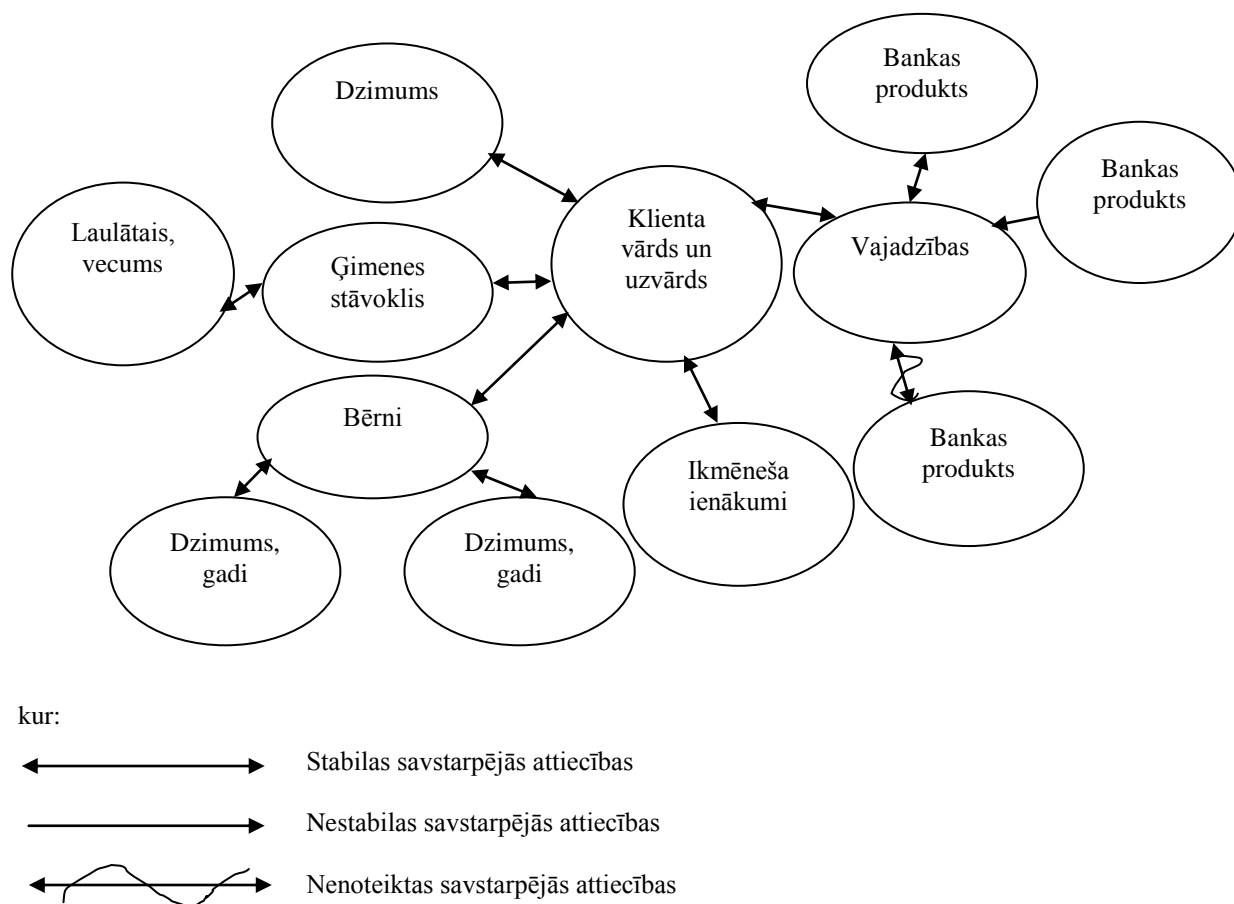 Bankas
produkts
Dzimums
Bankas
produkts
Laulātais,
vecums
Ģimenes
stāvoklis
Klienta
vārds un
uzvārds
Vajadzības
Bērni
Ikmēneša
ienākumi
Bankas
produkts
Dzimums,
gadi
Dzimums,
gadi
kur:
Stabilas savstarpējās attiecības
Nestabilas savstarpējās attiecības
Nenoteiktas savstarpējās attiecības